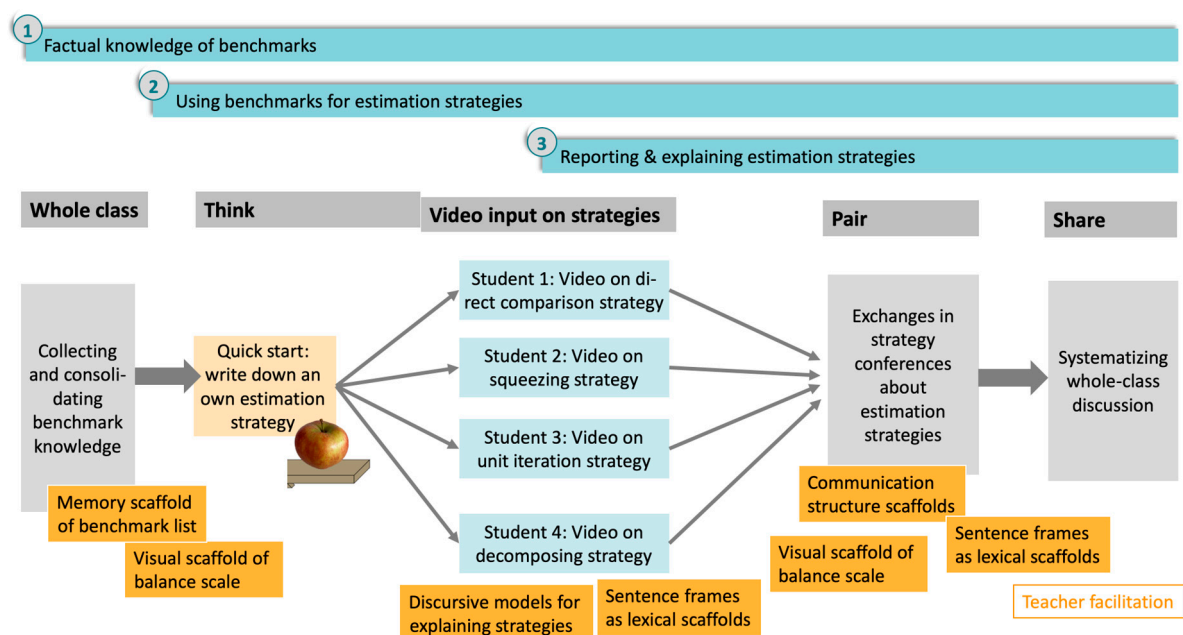 1
Factual knowledge of benchmarks
2
Using benchmarks for estimation strategies
3
Reporting & explaining estimation strategies
Whole class
Think
Video input on strategies
Pair
Share
Collecting
and consoli-
dating
benchmark
knowledge
Quick start:
write down an
own estimation
strategy
Student 1: Video on di-
rect comparison strategy
Student 2: Video on
squeezing strategy
Student 3: Video on
unit iteration strategy
Student 4: Video on
decomposing strategy
Exchanges in
strategy
conferences
about
estimation
strategies
Systematizing
whole-class
discussion
Memory scaffold
of benchmark list
Visual scaffold of
balance scale
Discursive models for
explaining strategies
Sentence frames
as lexical scaffolds
Communication
structure scaffolds
Visual scaffold of
balance scale
Sentence frames
as lexical scaffolds
Teacher facilitation